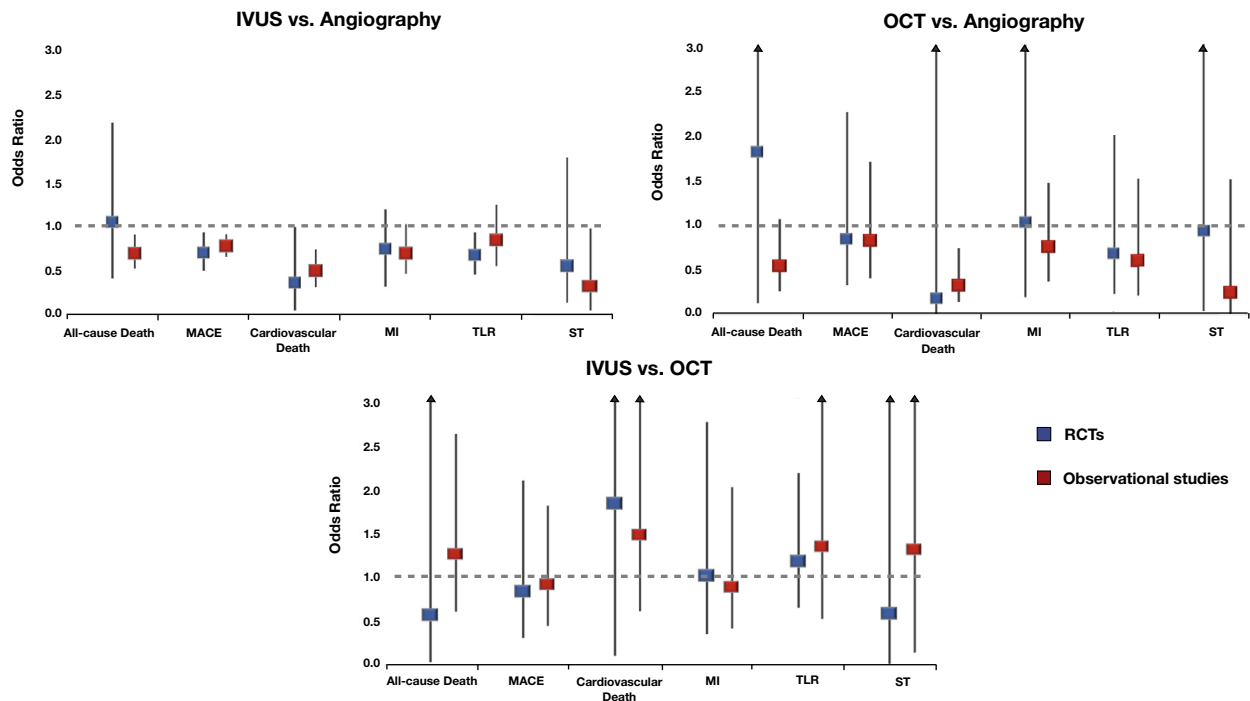 IVUS vs. Angiography
3.0
2.5
2.0
1.5
1.0
0.5
0.0
Odds Ratio
All-cause Death
MACE
Cardiovascular
Death
MI
TLR
ST
OCT vs. Angiography
3.0
2.5
2.0
1.5
1.0
0.5
0.0
Odds Ratio
All-cause Death
MACE
Cardiovascular
Death
MI
TLR
ST
IVUS vs. OCT
3.0
2.5
2.0
1.5
1.0
0.5
0.0
Odds Ratio
All-cause Death
MACE
Cardiovascular
Death
MI
TLR
ST
RCTs
Observational studies